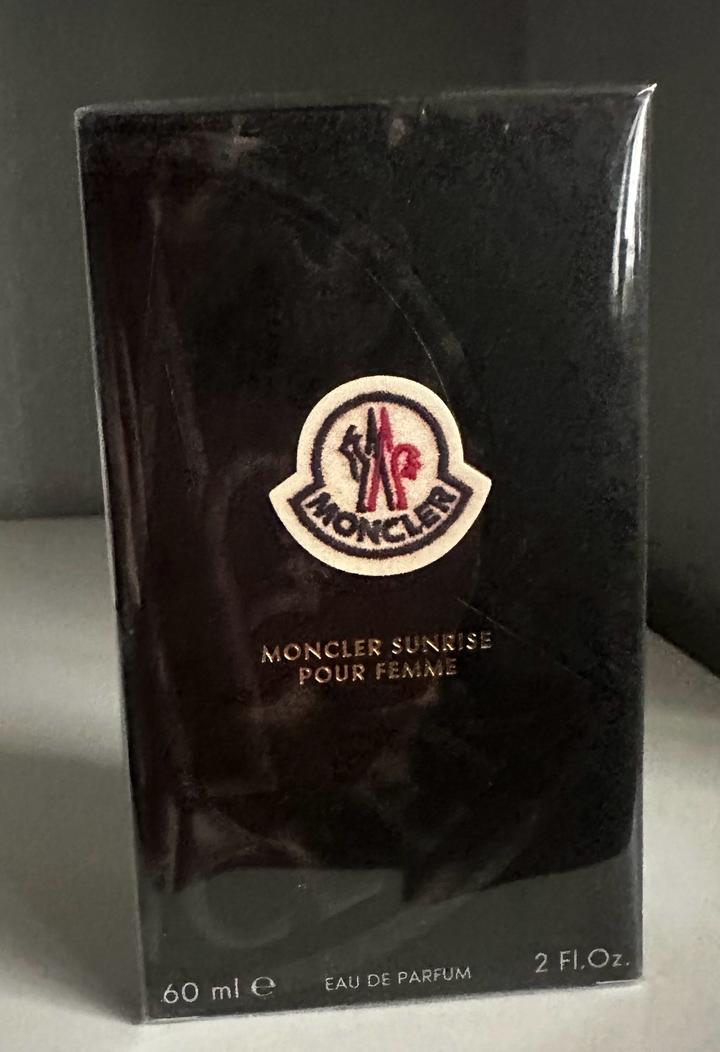 MONCLER
MONCLER SUNRISE
POUR FEMME
60 ml ℮
EAU DE PARFUM
2 Fl.Oz.